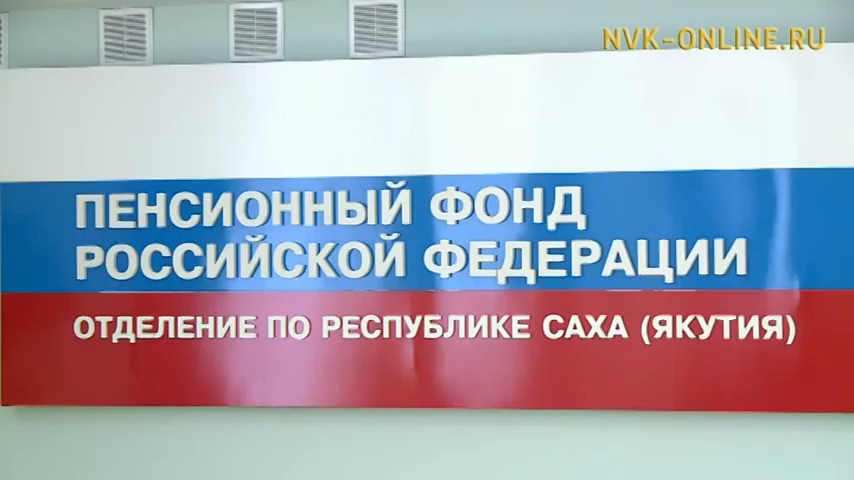 NVK-ONLINE.RU
ПЕНСИОННЫЙ ФОНД
РОССИЙСКОЙ ФЕДЕРАЦИИ
ОТДЕЛЕНИЕ ПО РЕСПУБЛИКЕ САХА (ЯКУТИЯ)